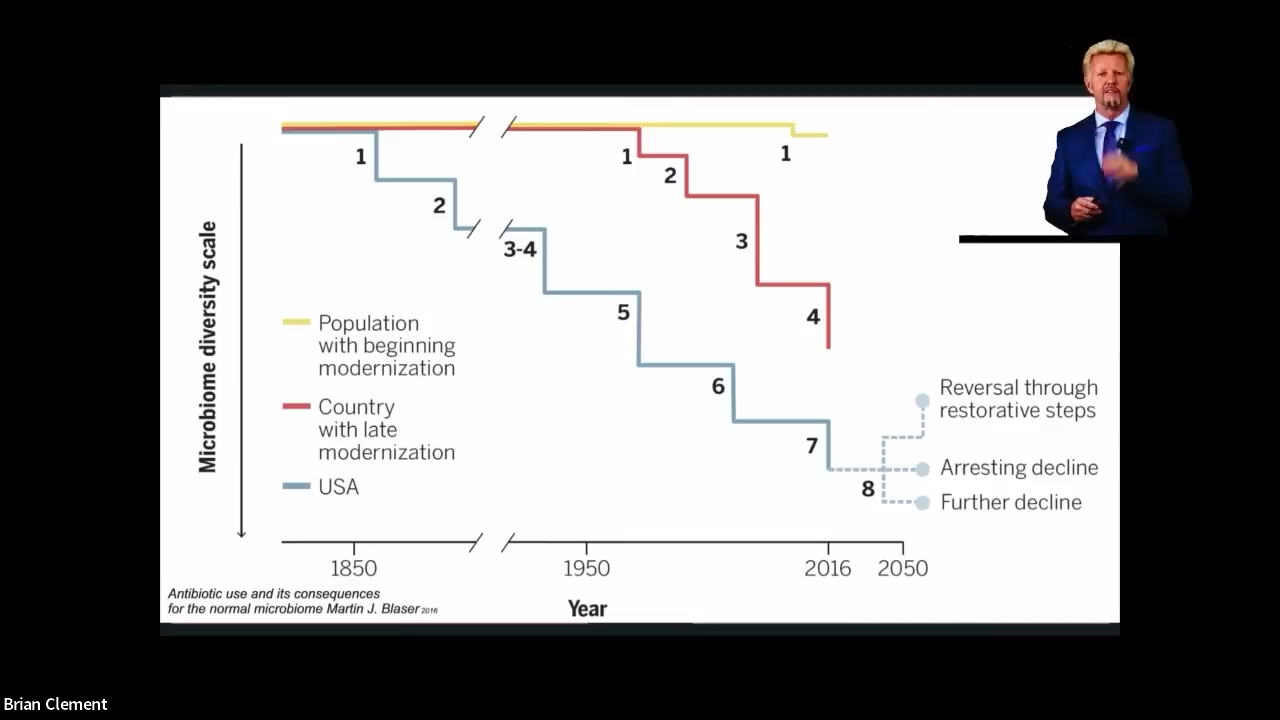 1
1
1
2
2
3-4
3
5
4
6
7
8
Microbiome diversity scale
Population
with beginning
modernization
Country
with late
modernization
USA
Reversal through
restorative steps
Arresting decline
Further decline
1850
1950
2016
2050
Year
Antibiotic use and its consequences
for the normal microbiome Martin J. Blaser 2016
Brian Clement